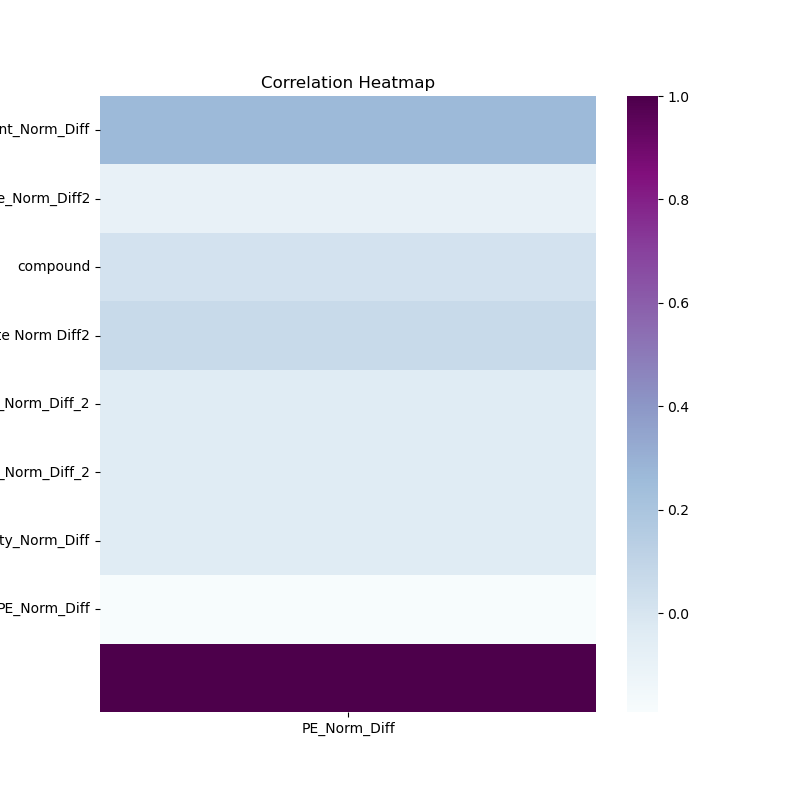 Correlation Heatmap
nt_Norm_Diff
e_Norm_Diff2
compound
te Norm Diff2
_Norm_Diff_2
_Norm_Diff_2
ty_Norm_Diff
PE_Norm_Diff
PE_Norm_Diff
1.0
0.8
0.6
0.4
0.2
0.0